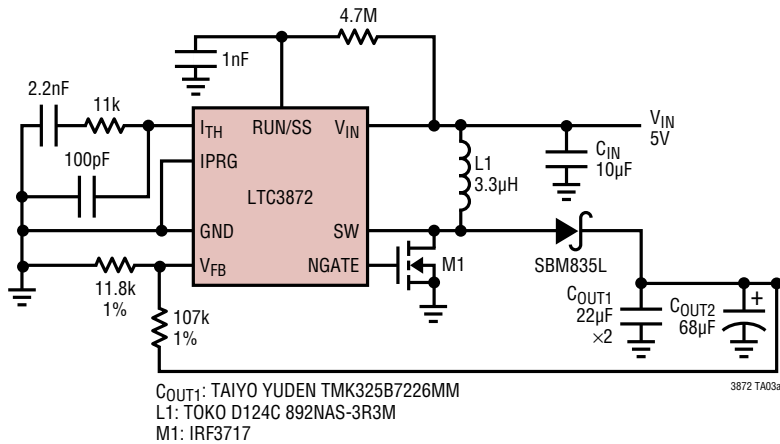 4.7M
1nF
2.2nF
11k
100pF
ITH
RUN/SS
VIN
IPRG
LTC3872
GND
SW
VFB
NGATE
L1
3.3µH
CIN
10µF
VIN
5V
M1
SBM835L
11.8k
1%
107k
1%
COUT1
22µF
×2
COUT2
68µF
+
3872 TA03a
COUT1: TAIYO YUDEN TMK325B7226MM
L1: TOKO D124C 892NAS-3R3M
M1: IRF3717